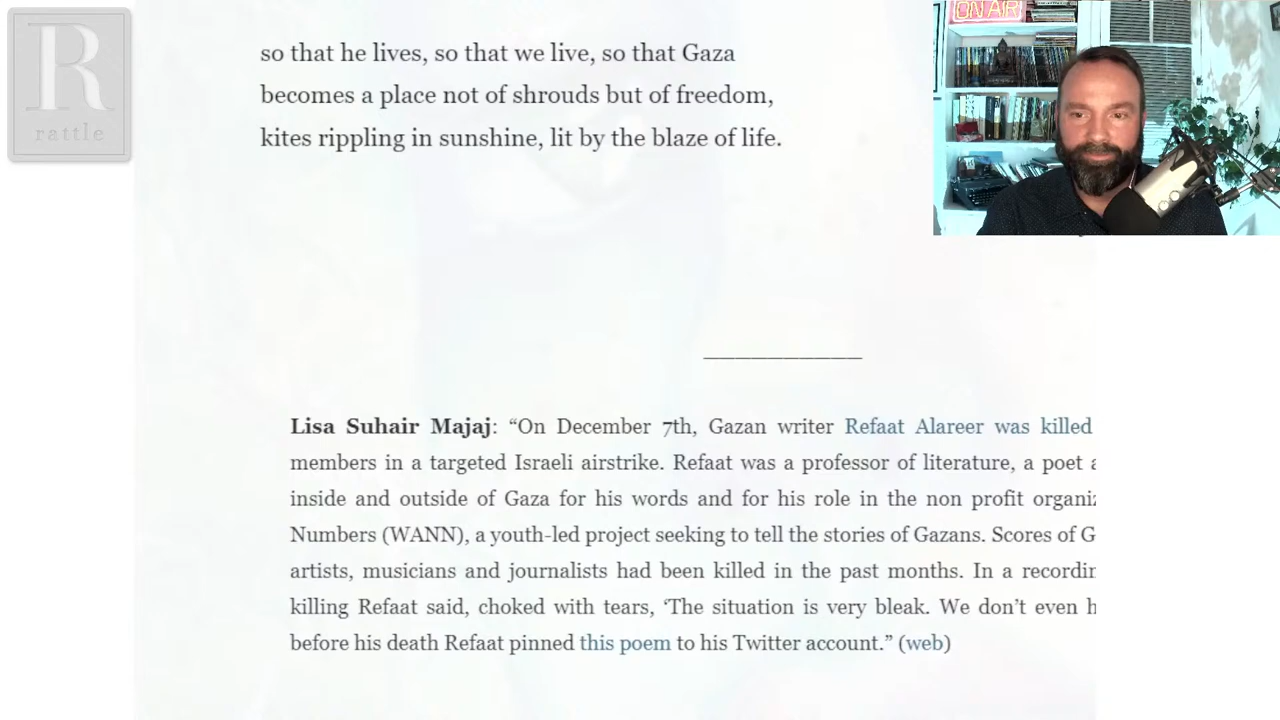 R
rattle
ON AIR
so that he lives, so that we live, so that Gaza
becomes a place not of shrouds but of freedom,
kites rippling in sunshine, lit by the blaze of life.
Lisa Suhair Majaj: “On December 7th, Gazan writer Refaat Alareer was killed
members in a targeted Israeli airstrike. Refaat was a professor of literature, a poet
inside and outside of Gaza for his words and for his role in the non profit
Numbers (WANN), a youth-led project seeking to tell the stories of Gazans. Scores of
artists, musicians and journalists had been killed in the past months. In a
killing Refaat said, choked with tears, ‘The situation is very bleak. We don’t even
before his death Refaat pinned this poem to his Twitter account.” (web)